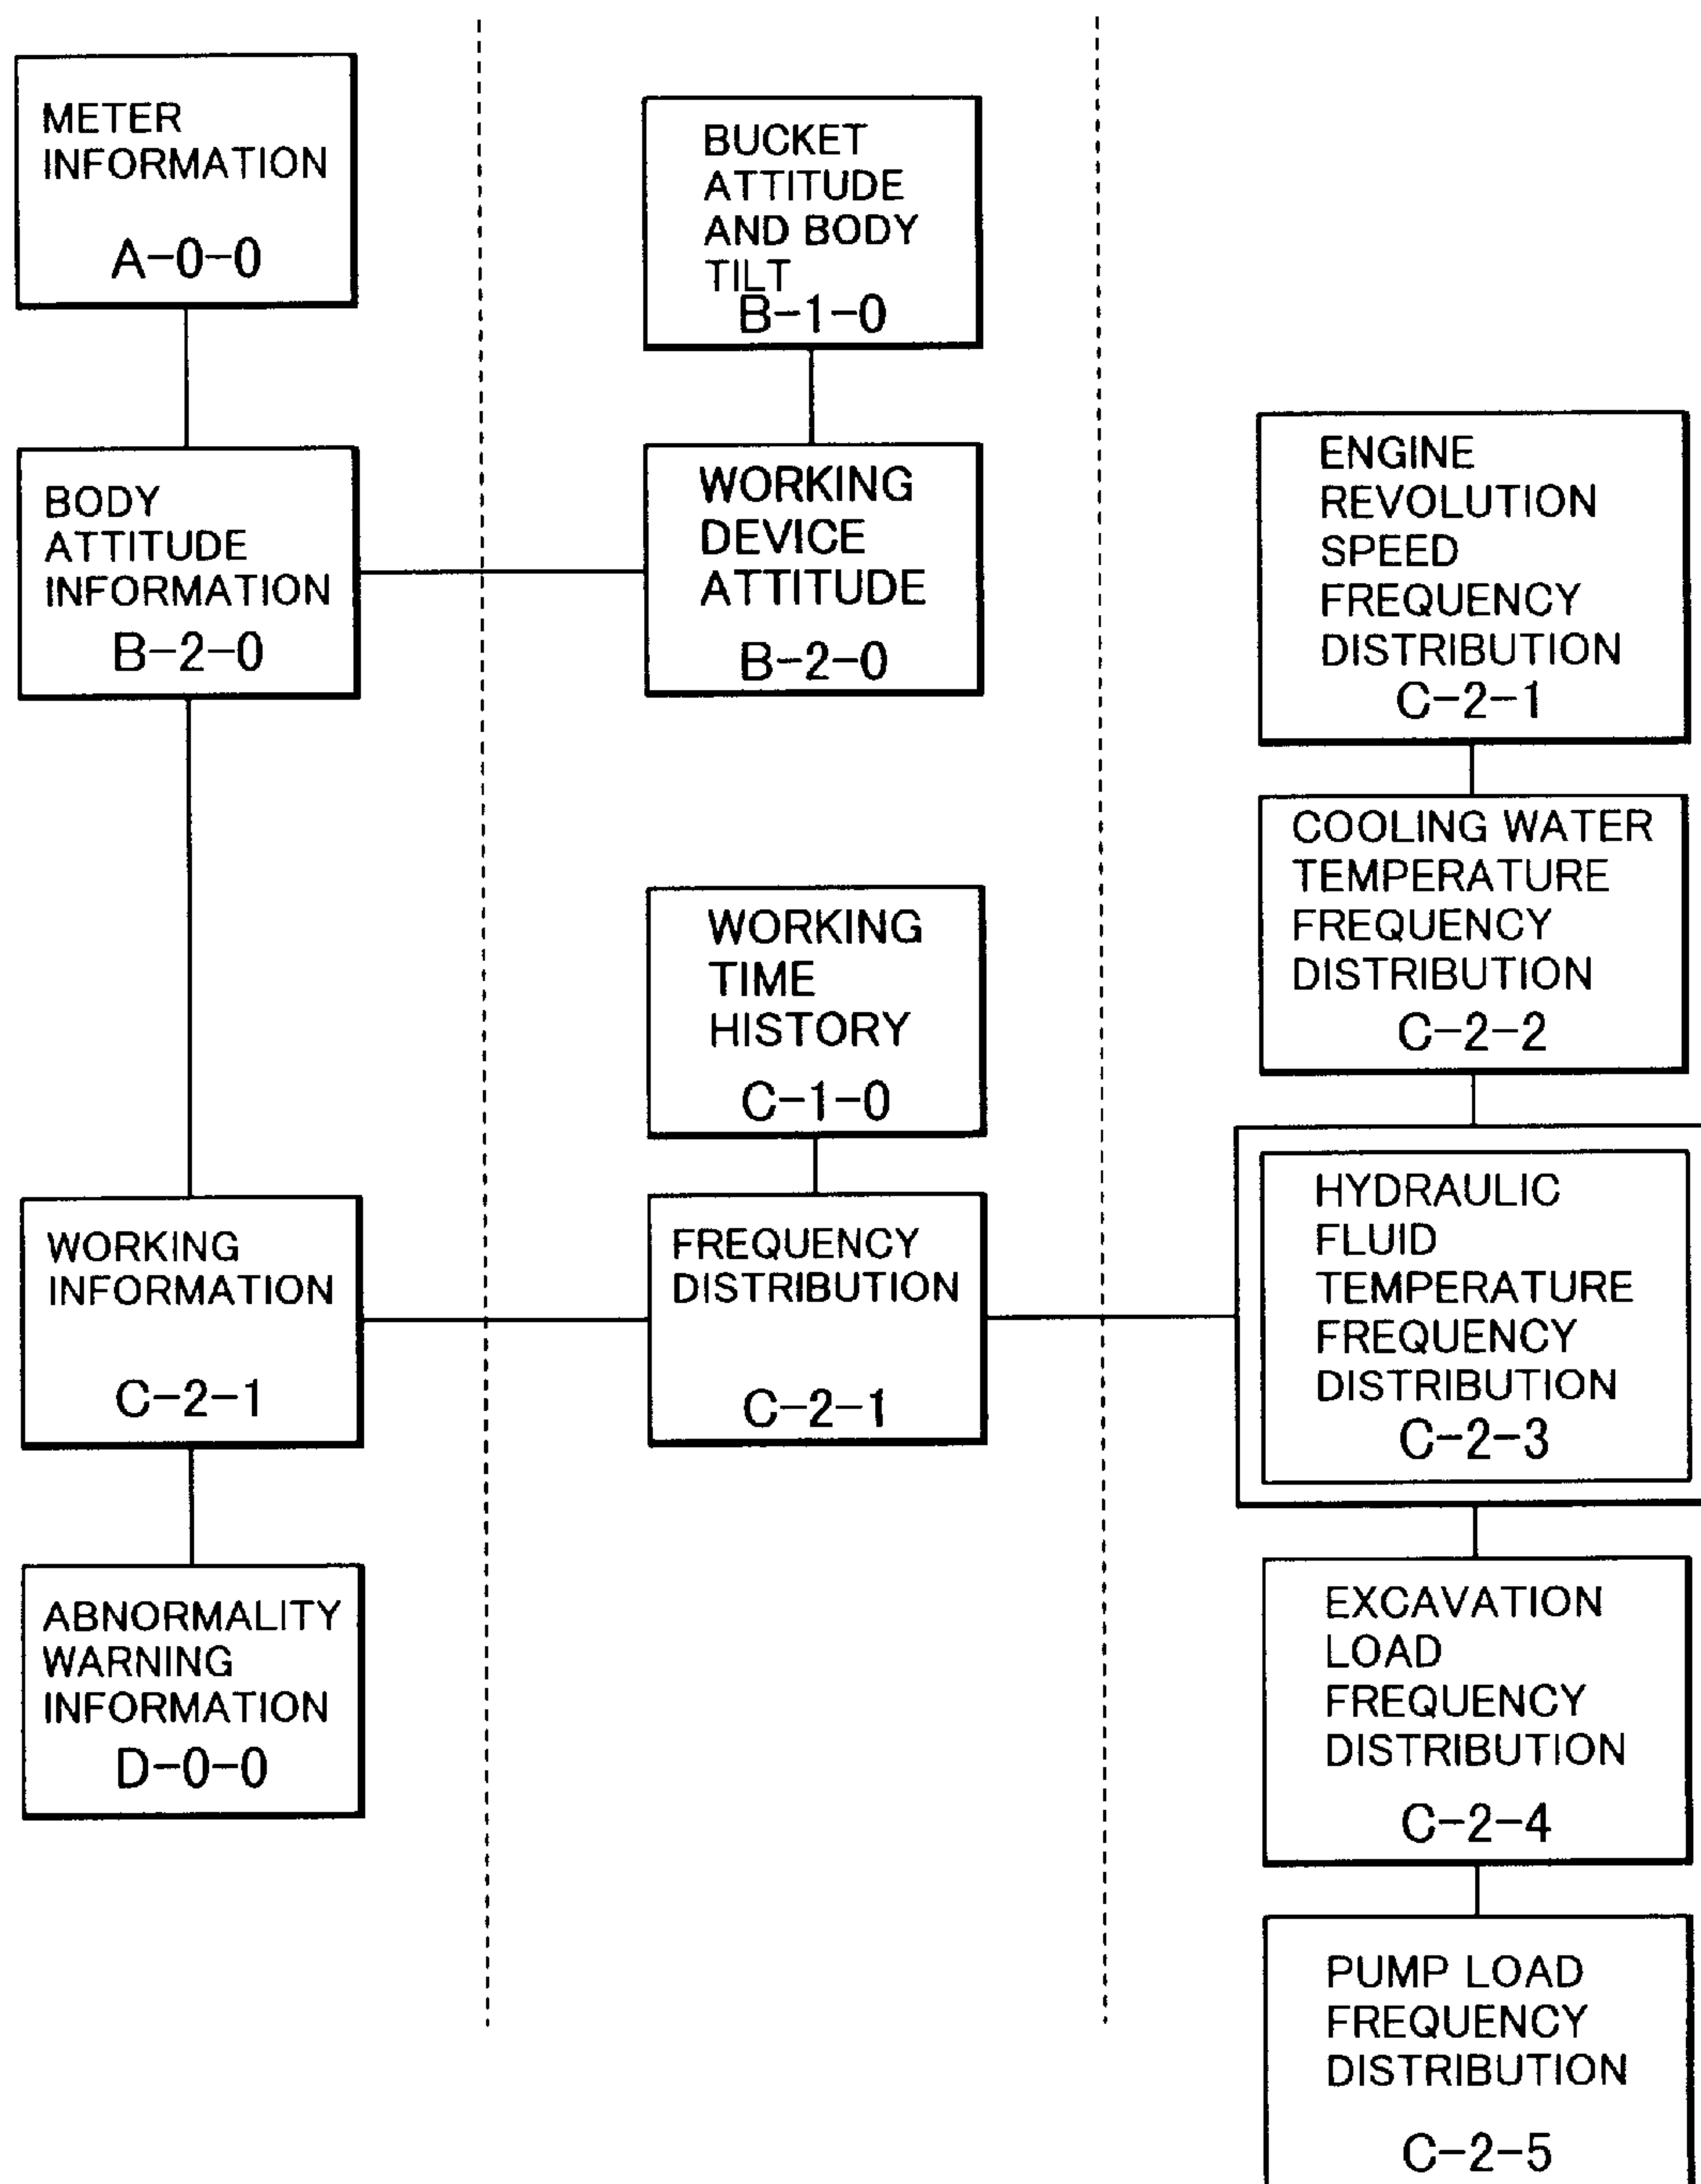 METER
INFORMATION
A-0-0
BODY
ATTITUDE
INFORMATION
B-2-0
WORKING
INFORMATION
C-2-1
ABNORMALITY
WARNING
INFORMATION
D-0-0
BUCKET
ATTITUDE
AND BODY
TILT
B-1-0
WORKING
DEVICE
ATTITUDE
B-2-0
WORKING
TIME
HISTORY
C-1-0
FREQUENCY
DISTRIBUTION
C-2-1
ENGINE
REVOLUTION
SPEED
FREQUENCY
DISTRIBUTION
C-2-1
COOLING WATER
TEMPERATURE
FREQUENCY
DISTRIBUTION
C-2-2
HYDRAULIC
FLUID
TEMPERATURE
FREQUENCY
DISTRIBUTION
C-2-3
EXCAVATION
LOAD
FREQUENCY
DISTRIBUTION
C-2-4
PUMP LOAD
FREQUENCY
DISTRIBUTION
C-2-5